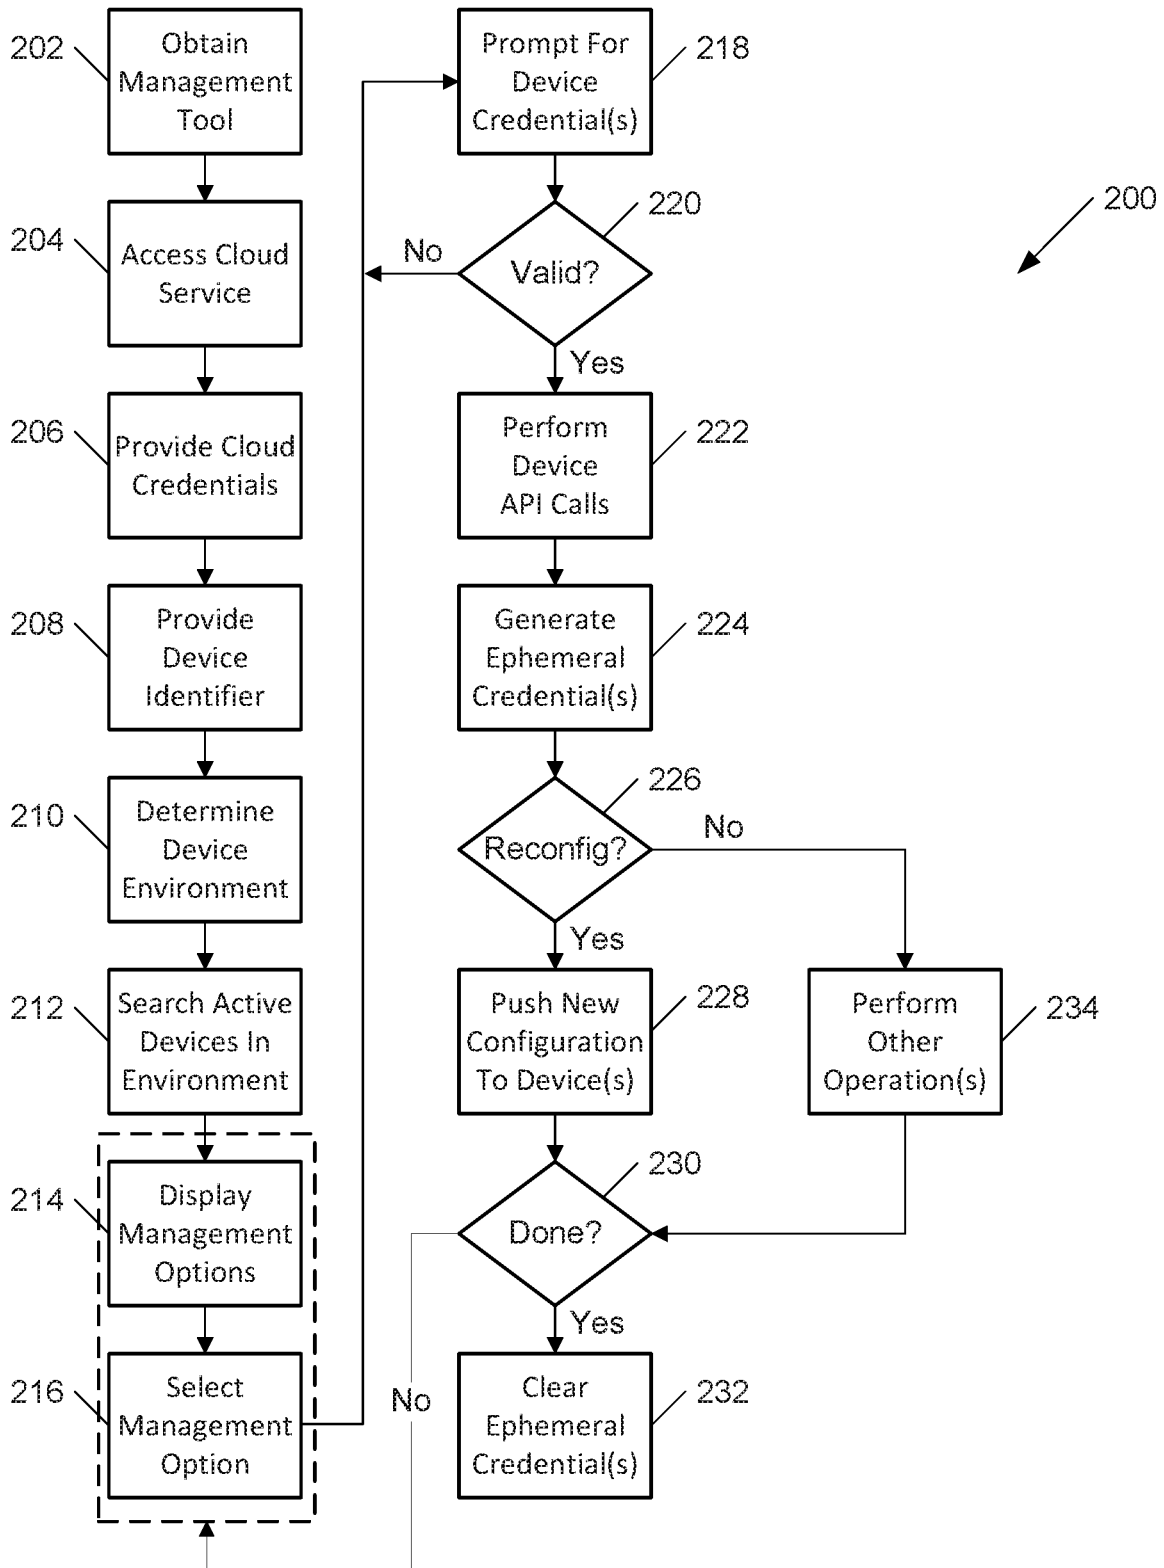 202
Obtain
Management
Tool
204
Access Cloud
Service
206
Provide Cloud
Credentials
208
Provide
Device
Identifier
210
Determine
Device
Environment
212
Search Active
Devices In
Environment
214
Display
Management
Options
216
Select
Management
Option
Prompt For
Device
Credential(s)
218
220
Valid?
No
Yes
Perform
Device
API Calls
222
Generate
Ephemeral
Credential(s)
224
226
Reconfig?
No
Yes
Push New
Configuration
To Device(s)
228
Perform
Other
Operation(s)
234
230
Done?
Yes
No
Clear
Ephemeral
Credential(s)
232
200